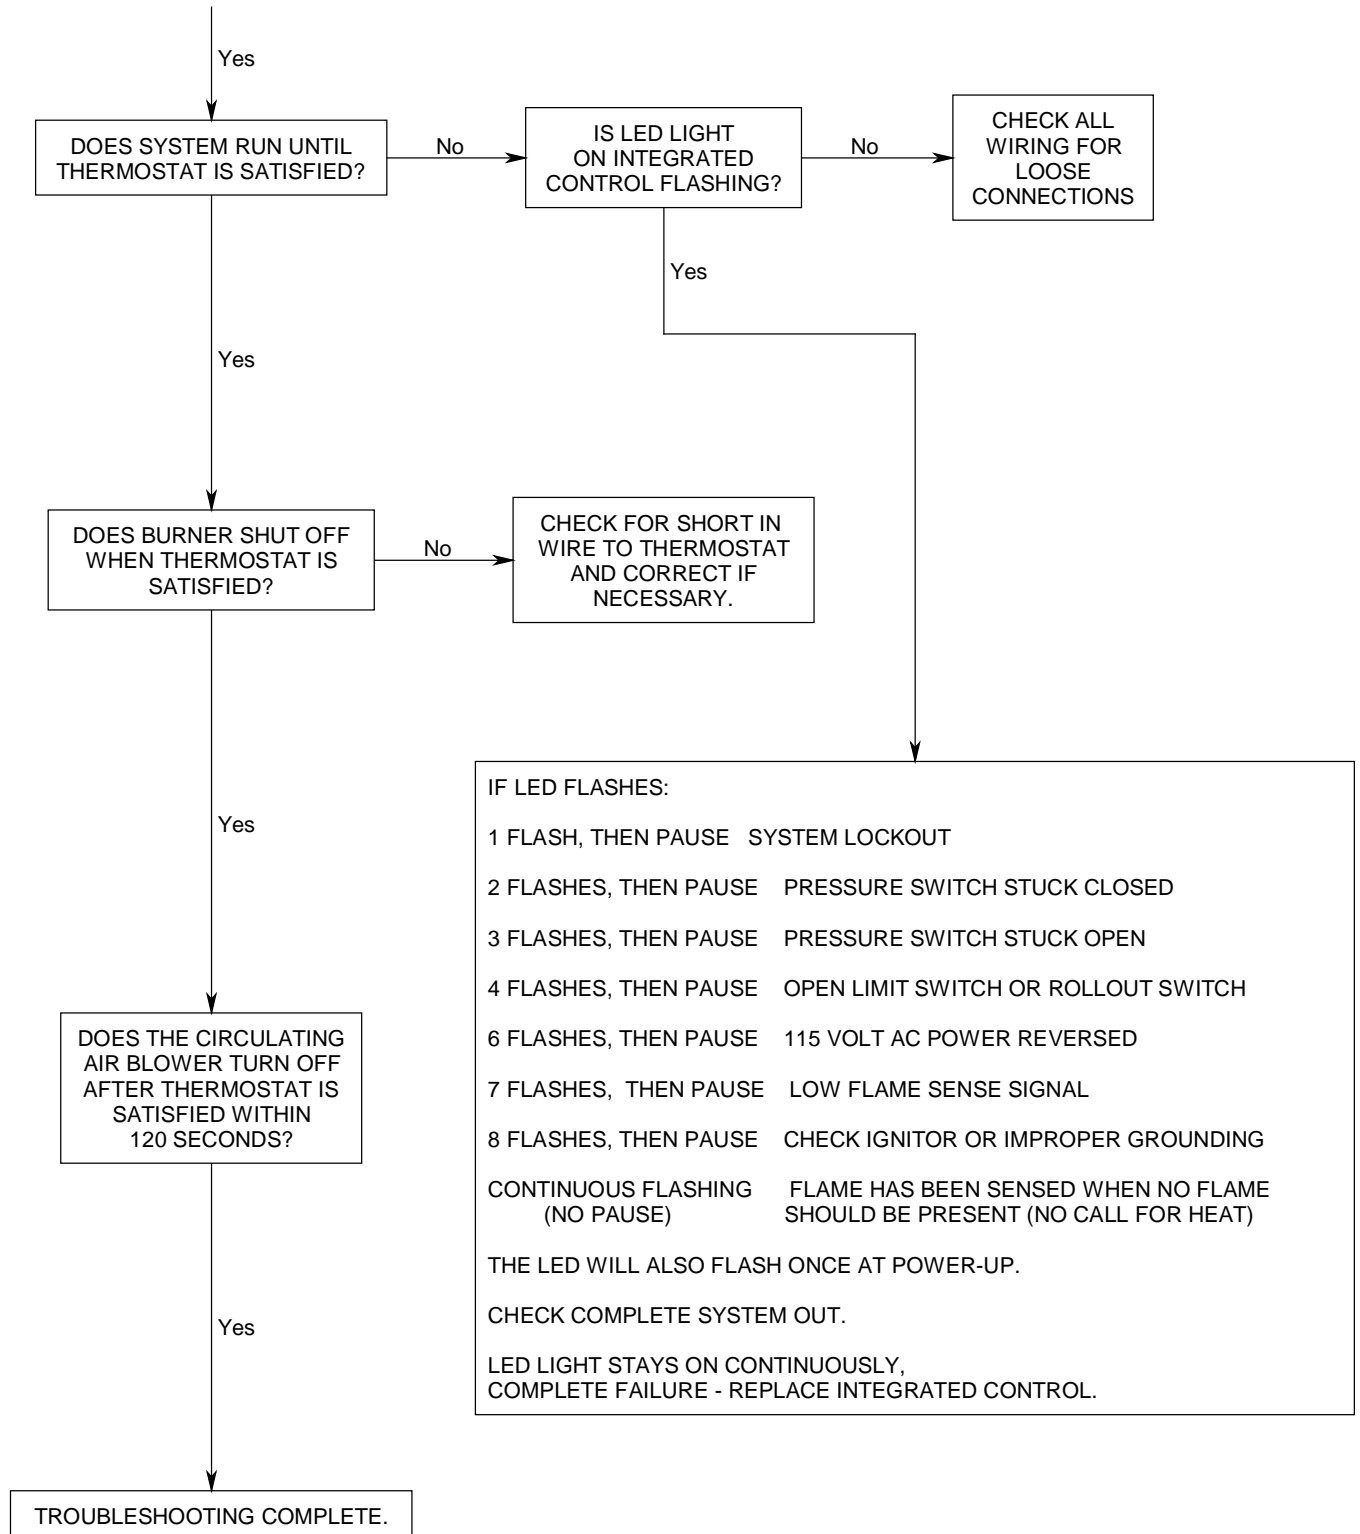 Yes
DOES SYSTEM RUN UNTIL
THERMOSTAT IS SATISFIED?
No
IS LED LIGHT
ON INTEGRATED
CONTROL FLASHING?
No
CHECK ALL
WIRING FOR
LOOSE
CONNECTIONS
Yes
Yes
DOES BURNER SHUT OFF
WHEN THERMOSTAT IS
SATISFIED?
No
CHECK FOR SHORT IN
WIRE TO THERMOSTAT
AND CORRECT IF
NECESSARY.
Yes
IF LED FLASHES:
1 FLASH, THEN PAUSE SYSTEM LOCKOUT
2 FLASHES, THEN PAUSE PRESSURE SWITCH STUCK CLOSED
3 FLASHES, THEN PAUSE PRESSURE SWITCH STUCK OPEN
4 FLASHES, THEN PAUSE OPEN LIMIT SWITCH OR ROLLOUT SWITCH
6 FLASHES, THEN PAUSE 115 VOLT AC POWER REVERSED
7 FLASHES, THEN PAUSE LOW FLAME SENSE SIGNAL
8 FLASHES, THEN PAUSE CHECK IGNITOR OR IMPROPER GROUNDING
CONTINUOUS FLASHING FLAME HAS BEEN SENSED WHEN NO FLAME
(NO PAUSE) SHOULD BE PRESENT (NO CALL FOR HEAT)
THE LED WILL ALSO FLASH ONCE AT POWER-UP.
CHECK COMPLETE SYSTEM OUT.
LED LIGHT STAYS ON CONTINUOUSLY,
COMPLETE FAILURE - REPLACE INTEGRATED CONTROL.
DOES THE CIRCULATING
AIR BLOWER TURN OFF
AFTER THERMOSTAT IS
SATISFIED WITHIN
120 SECONDS?
Yes
TROUBLESHOOTING COMPLETE.